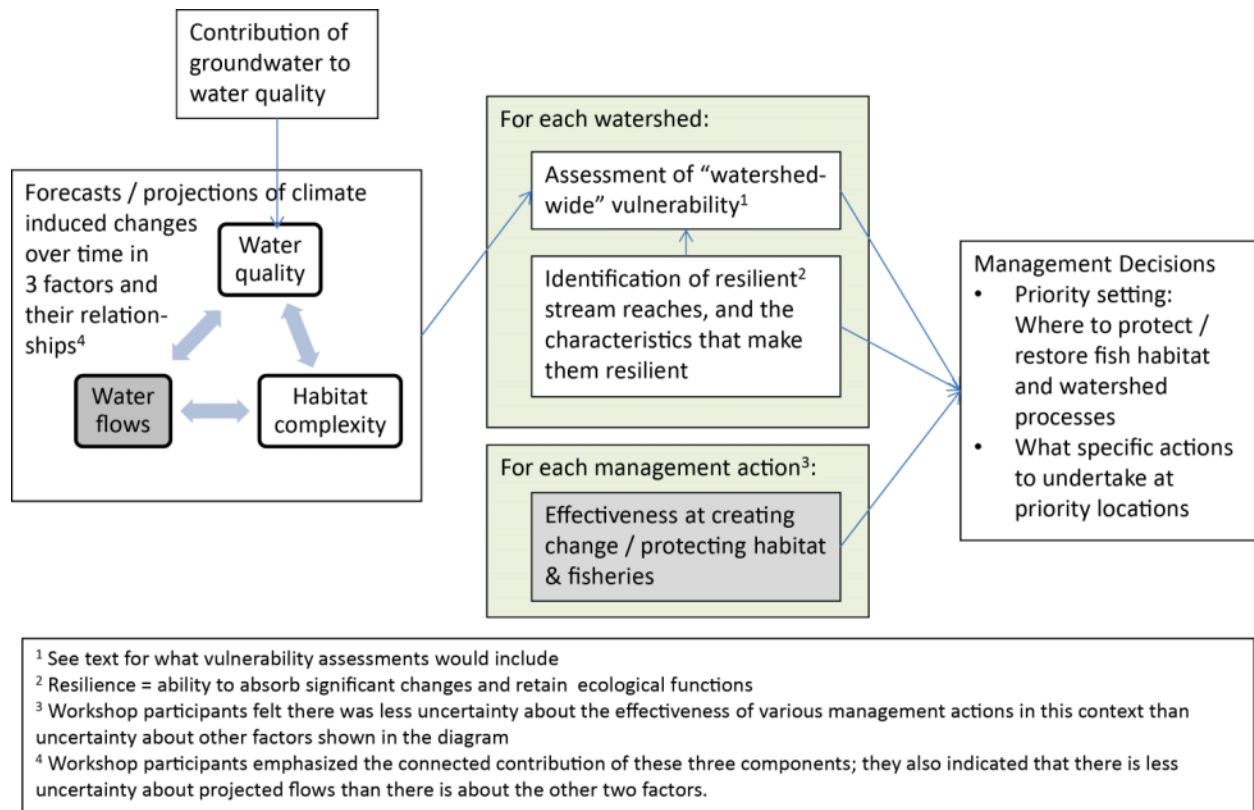 Contribution of
groundwater to
water quality
Forecasts / projections of climate
induced changes
over time in
3 factors and
their relation-
ships⁴
Water
quality
Water
flows
Habitat
complexity
For each watershed:
Assessment of “watershed-
wide” vulnerability¹
Identification of resilient²
stream reaches, and the
characteristics that make
them resilient
For each management action³:
Effectiveness at creating
change / protecting habitat
& fisheries
Management Decisions
• Priority setting:
Where to protect /
restore fish habitat
and watershed
processes
• What specific actions
to undertake at
priority locations
¹ See text for what vulnerability assessments would include
² Resilience = ability to absorb significant changes and retain ecological functions
³ Workshop participants felt there was less uncertainty about the effectiveness of various management actions in this context than
uncertainty about other factors shown in the diagram
⁴ Workshop participants emphasized the connected contribution of these three components; they also indicated that there is less
uncertainty about projected flows than there is about the other two factors.